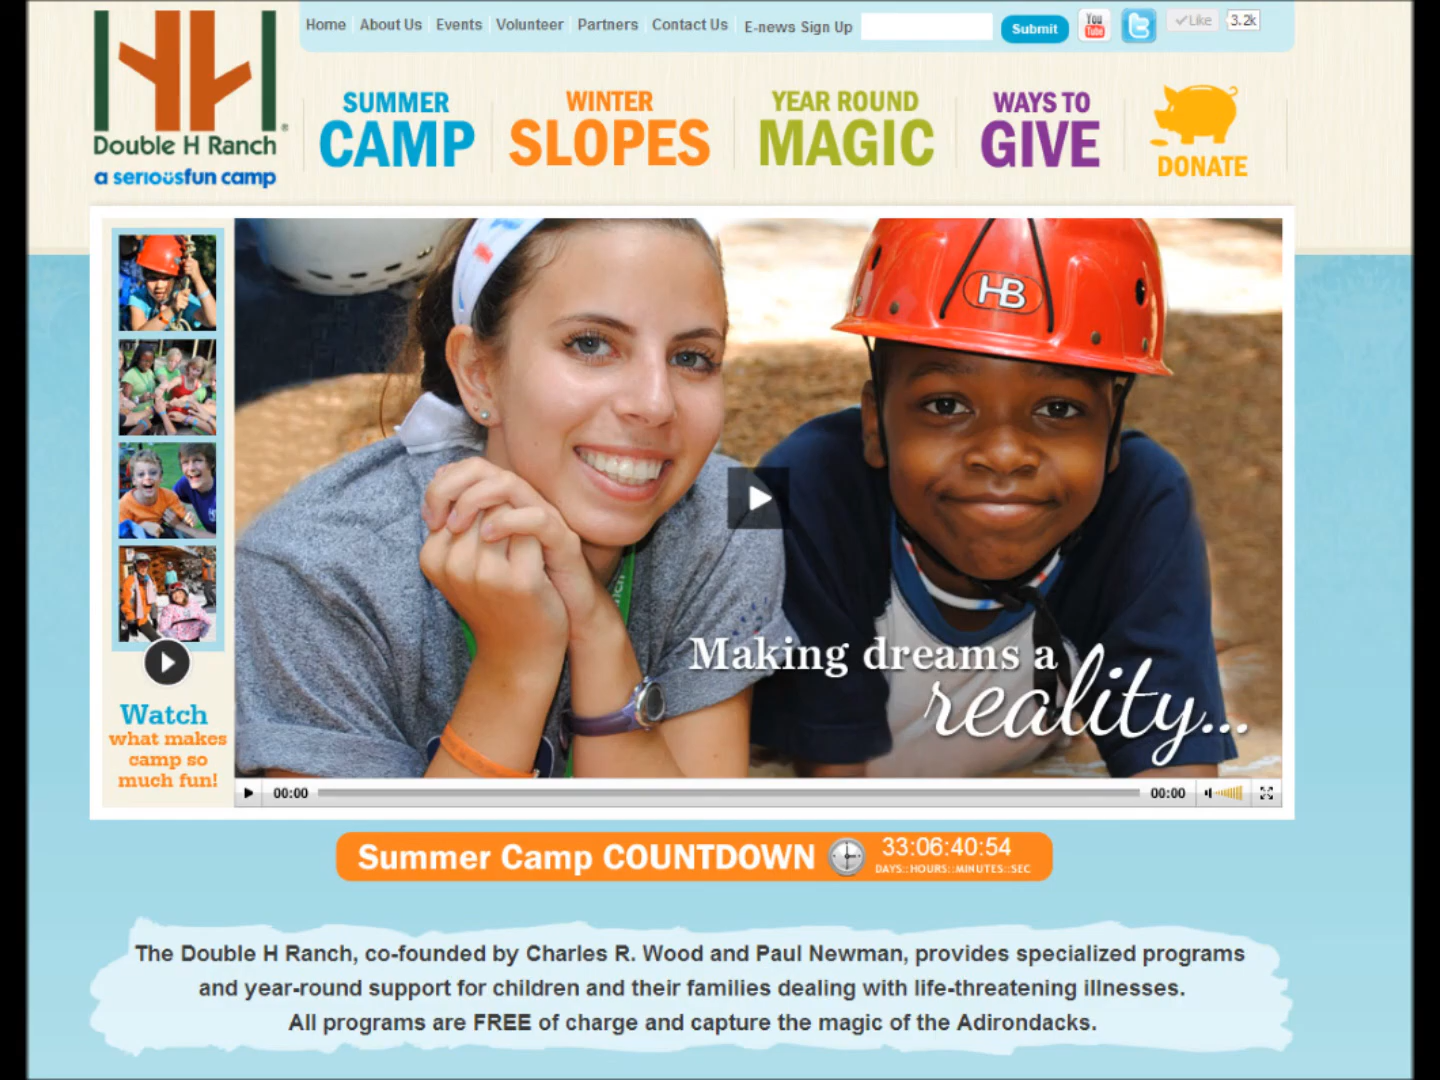 Home
About Us
Events
Volunteer
Partners
Contact Us
E-news Sign Up
Submit
You
Tube
Like
3.2k
Double H Ranch
a seriousfun camp
SUMMER
CAMP
WINTER
SLOPES
YEAR ROUND
MAGIC
WAYS TO
GIVE
DONATE
HB
Making dreams a
reality...
Watch
what makes
camp so
much fun!
00:00
00:00
Summer Camp COUNTDOWN
33:06:40:54
DAYS::HOURS::MINUTES::SEC
The Double H Ranch, co-founded by Charles R. Wood and Paul Newman, provides specialized programs
and year-round support for children and their families dealing with life-threatening illnesses.
All programs are FREE of charge and capture the magic of the Adirondacks.